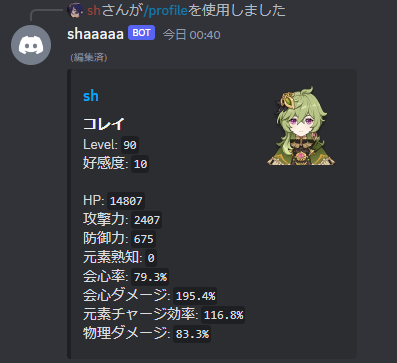 shさんが/profileを使用しました
shaaaaa BOT 今日 00:40
(編集済)
sh
コレイ
Level: 90
好感度: 10
HP: 14807
攻撃力: 2407
防御力: 675
元素熟知: 0
会心率: 79.3%
会心ダメージ: 195.4%
元素チャージ効率: 116.8%
物理ダメージ: 83.3%